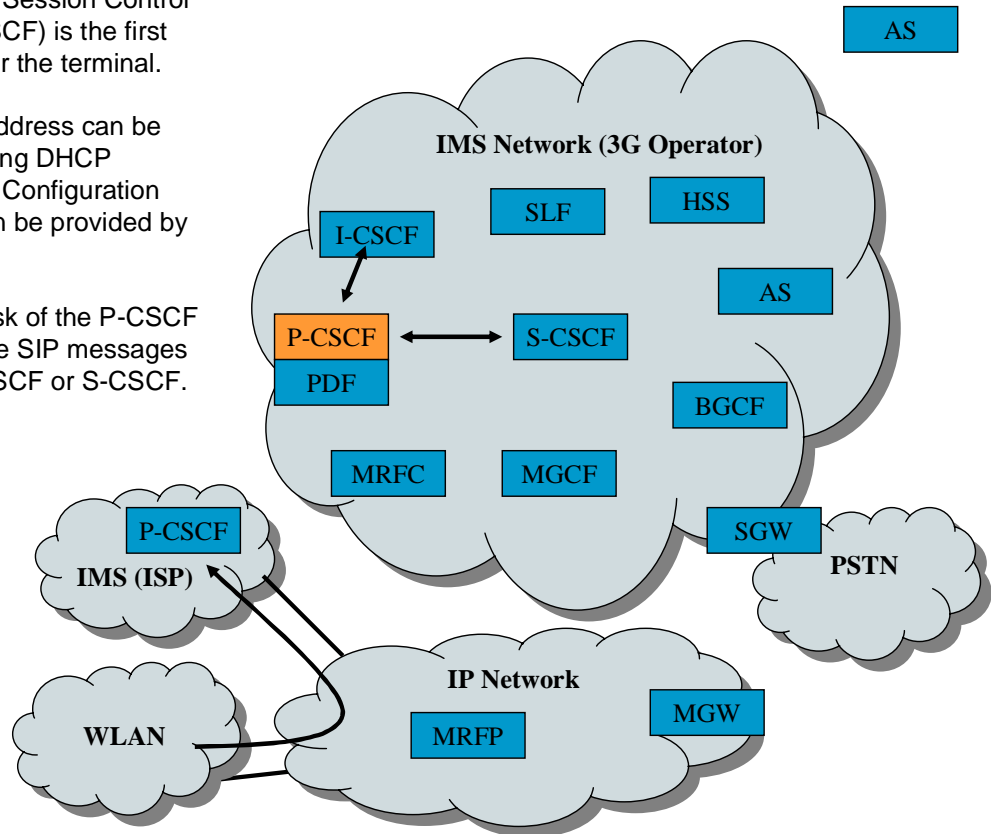 Session Control
SCF) is the first
r the terminal.
ddress can be
ng DHCP
Configuration
n be provided by
sk of the P-CSCF
e SIP messages
SCF or S-CSCF.
AS
IMS Network (3G Operator)
SLF
HSS
I-CSCF
AS
P-CSCF
S-CSCF
PDF
BGCF
MRFC
MGCF
P-CSCF
IMS (ISP)
SGW
PSTN
IP Network
WLAN
MRFP
MGW